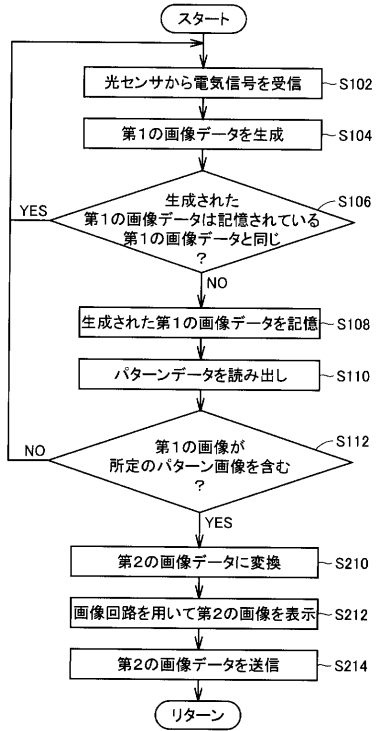 スタート
光センサから電気信号を受信
S102
第1の画像データを生成
S104
生成された
第1の画像データは記憶されている
第1の画像データと同じ
?
S106
YES
NO
生成された第1の画像データを記憶
S108
パターンデータを読み出し
S110
第1の画像が
所定のパターン画像を含む
?
S112
NO
YES
第2の画像データに変換
S210
画像回路を用いて第2の画像を表示
S212
第2の画像データを送信
S214
リターン